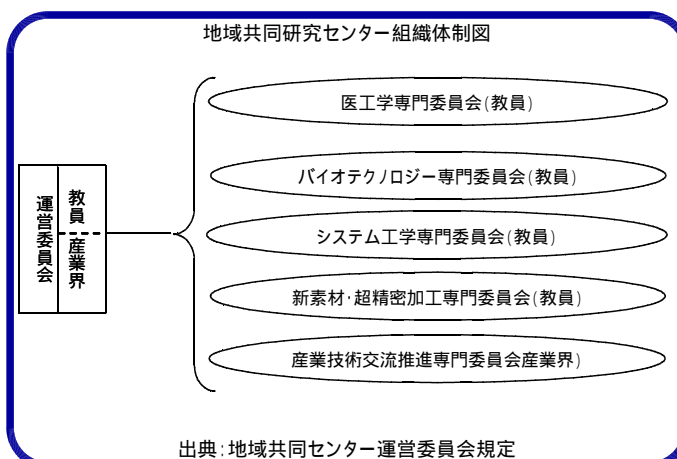 地域共同研究センター組織体制図
医工学専門委員会(教員)
バイオテクノロジー専門委員会(教員)
運営委員会
教員
産業界
システム工学専門委員会(教員)
新素材・超精密加工専門委員会(教員)
産業技術交流推進専門委員会産業界)
出典:地域共同センター運営委員会規定